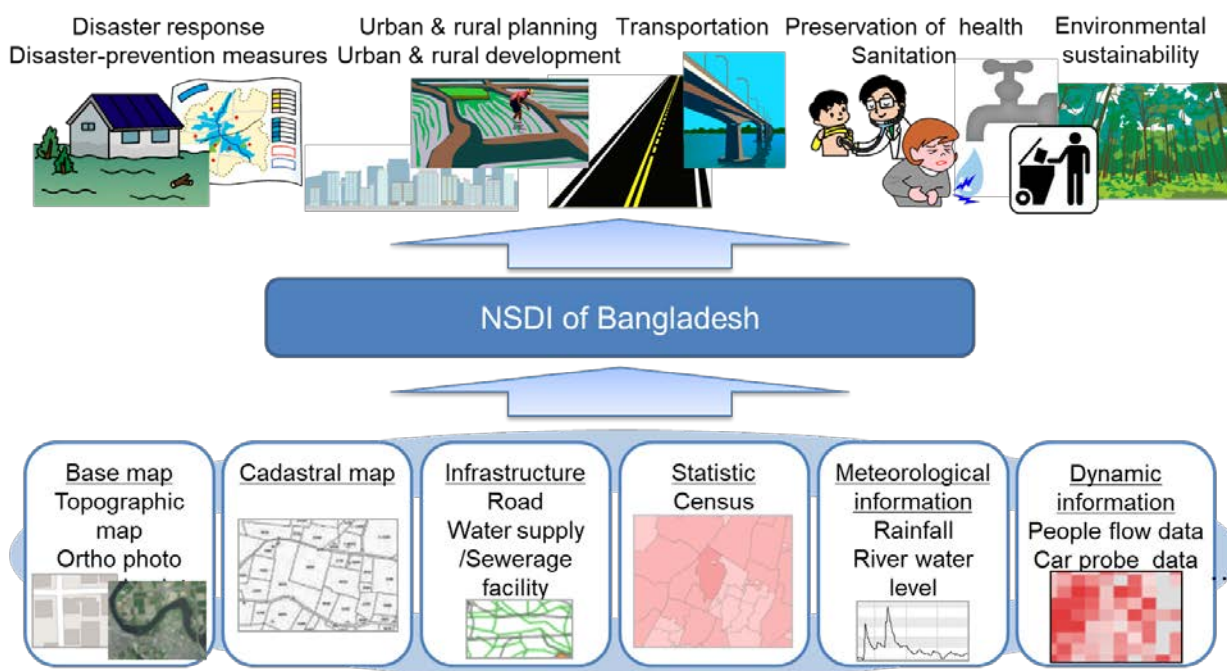 Disaster response
Disaster-prevention measures
Urban & rural planning
Urban & rural development
Transportation
Preservation of health
Sanitation
Environmental
sustainability
NSDI of Bangladesh
Base map
Topographic
map
Ortho photo
Cadastral map
Infrastructure
Road
Water supply
/Sewerage
facility
Statistic
Census
Meteorological
information
Rainfall
River water
level
Dynamic
information
People flow data
Car probe data
...